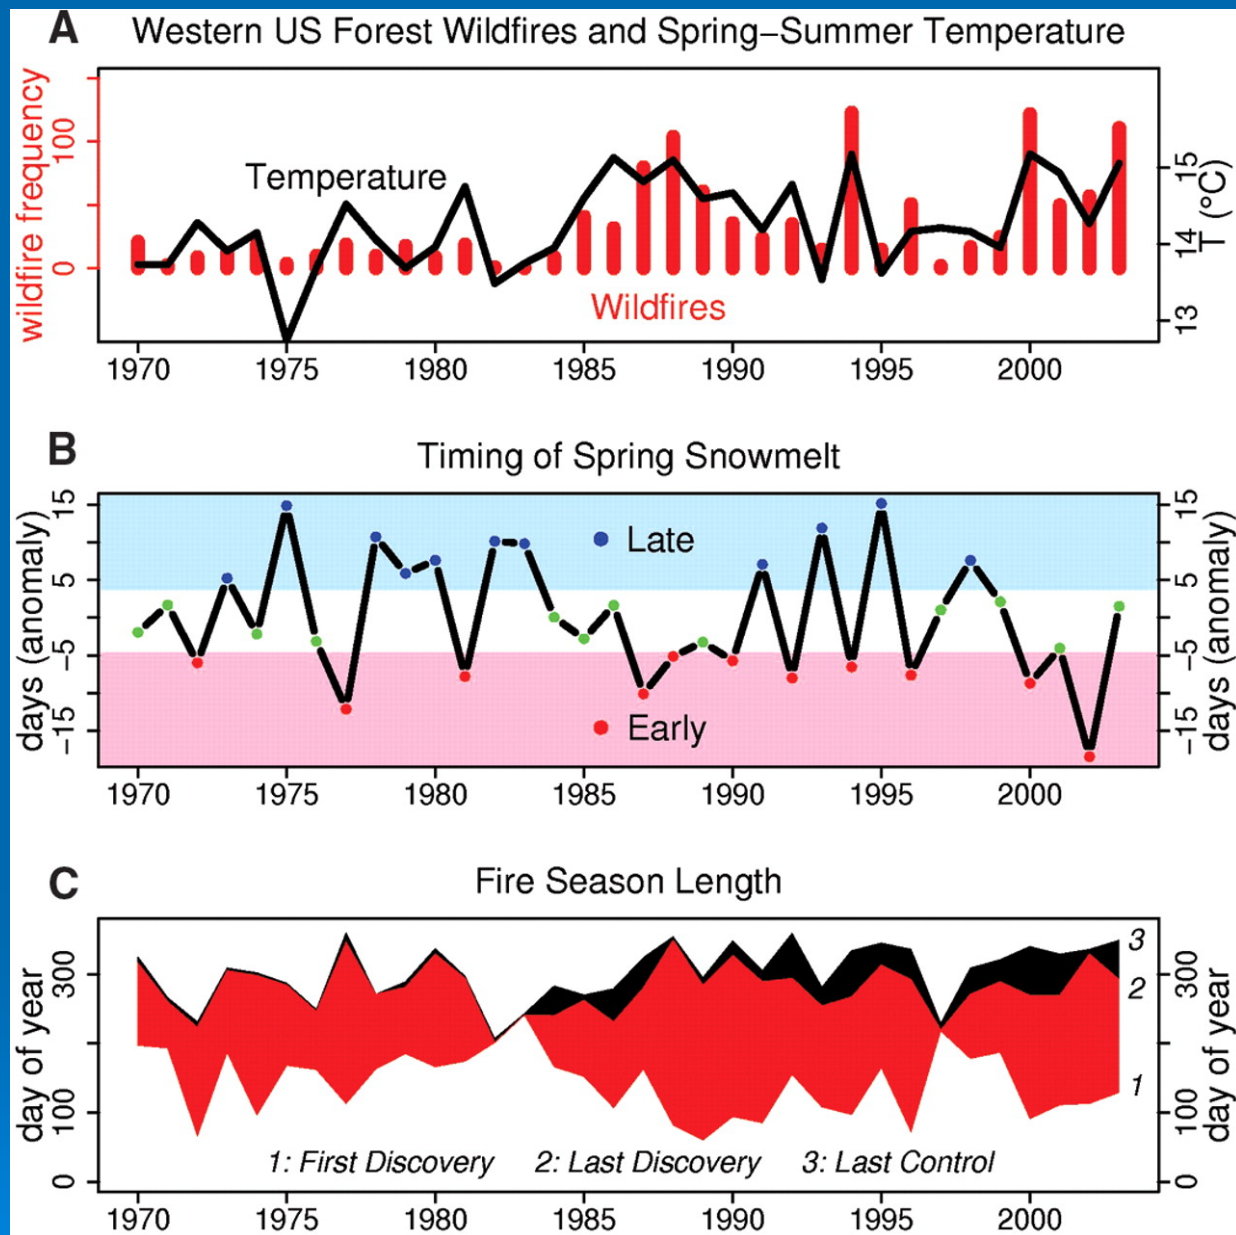 A
Western US Forest Wildfires and Spring–Summer Temperature
wildfire frequency
0 100
Temperature
Wildfires
13 14 15
T (°C)
1970 1975 1980 1985 1990 1995 2000
B
Timing of Spring Snowmelt
days (anomaly)
−15 −5 5 15
Late
Early
−15 −5 5 15
days (anomaly)
1970 1975 1980 1985 1990 1995 2000
C
Fire Season Length
day of year
0 100 300
3
2
1
1: First Discovery 2: Last Discovery 3: Last Control
0 100 300
day of year
1970 1975 1980 1985 1990 1995 2000